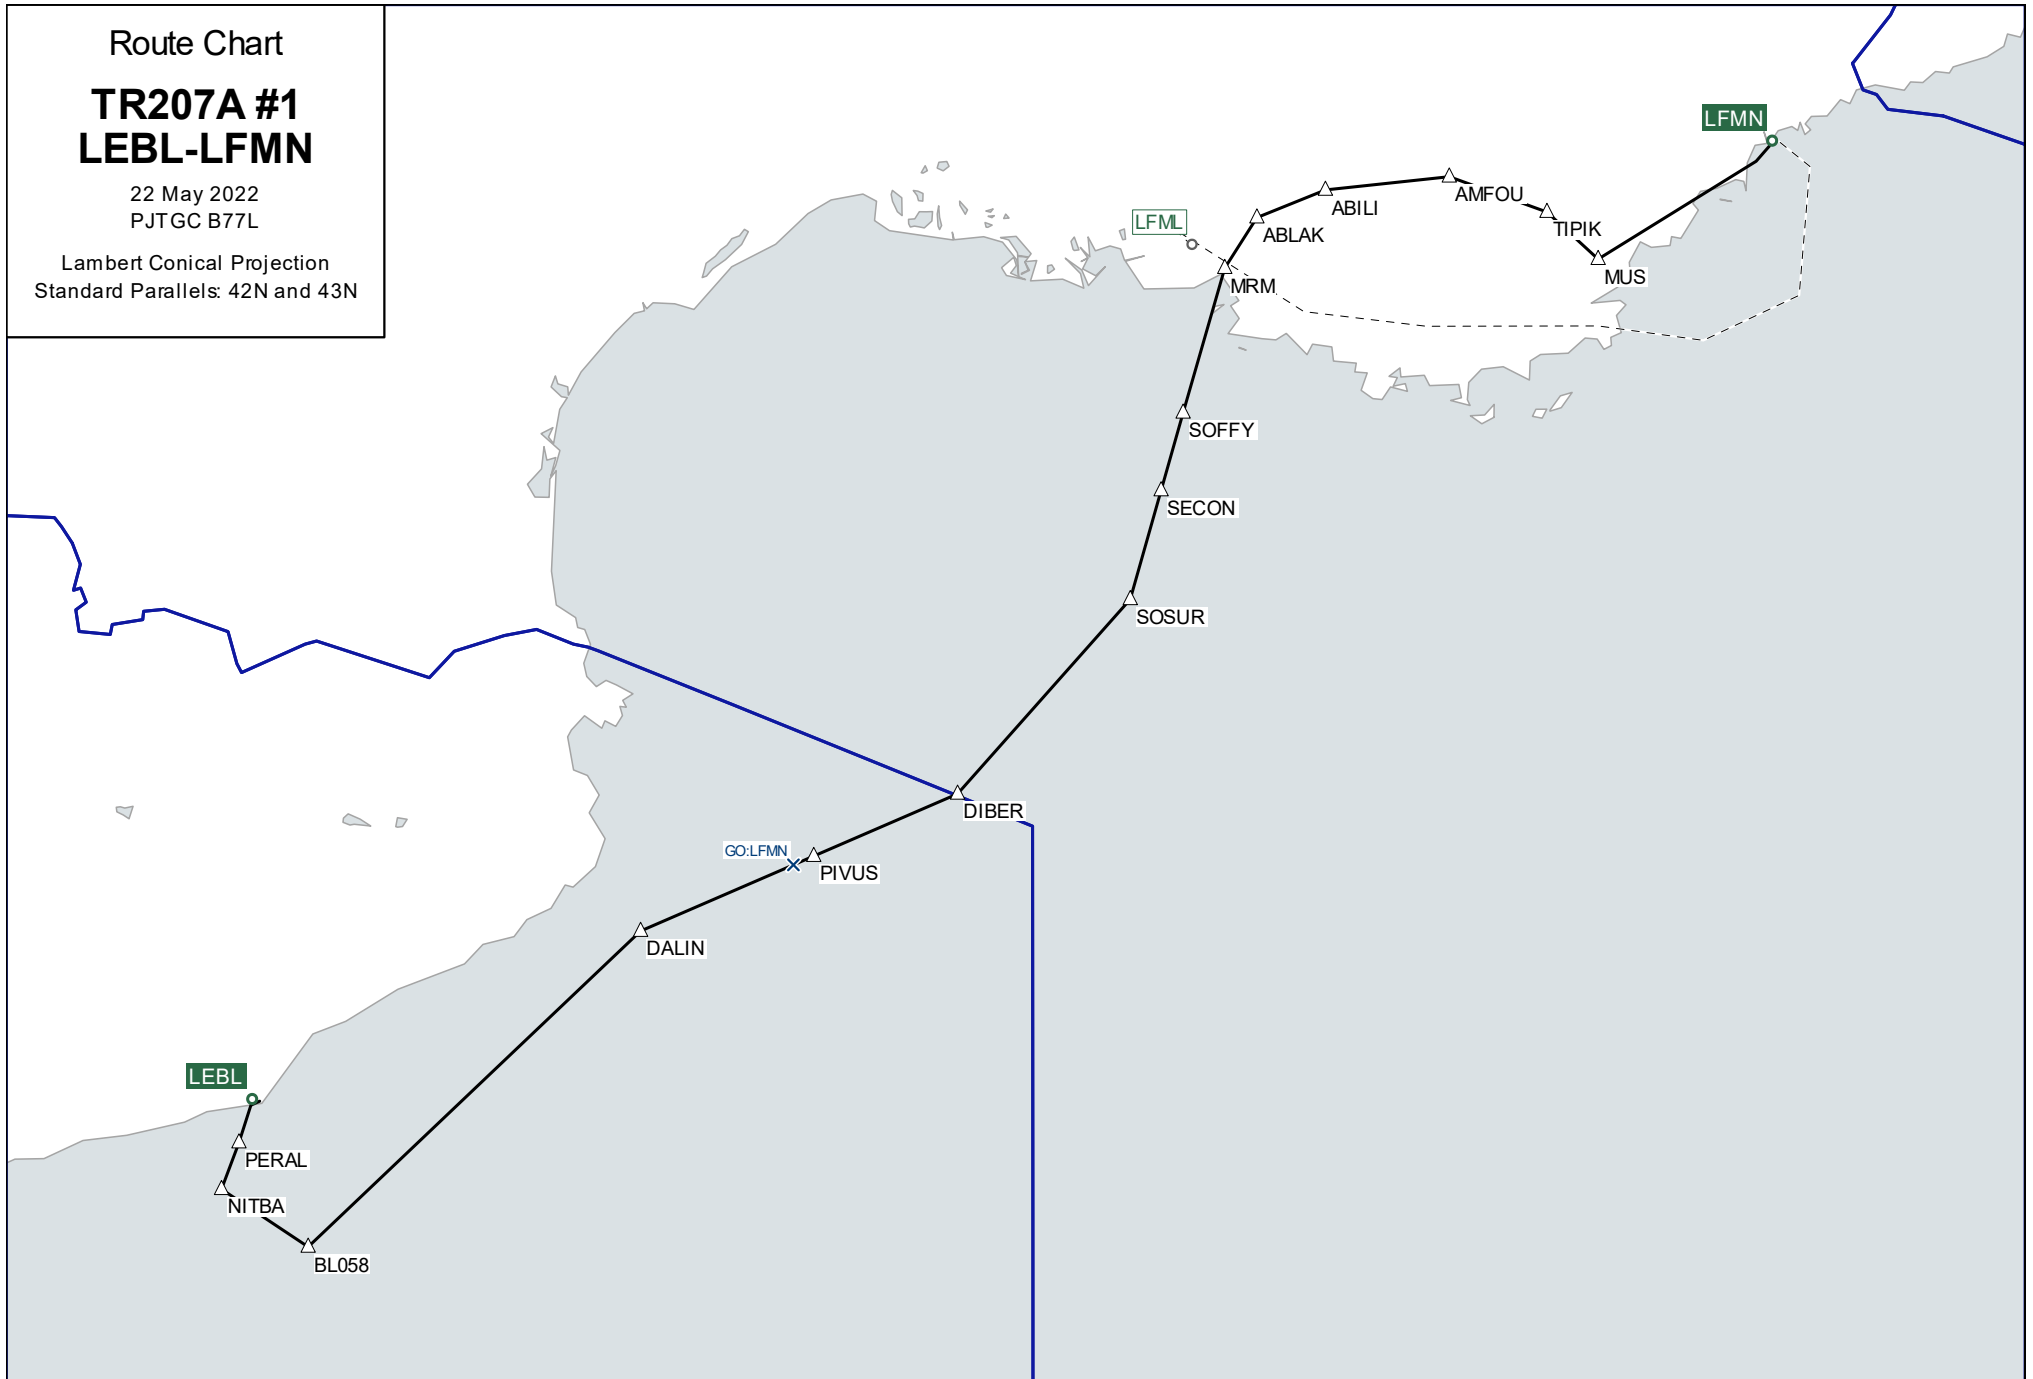 Route Chart
TR207A #1
LEBL-LFMN
22 May 2022
PJTGC B77L
Lambert Conical Projection
Standard Parallels: 42N and 43N
LFMN
AMFOU
ABILI
LFML
TIPIK
ABLAK
MUS
MRM
SOFFY
SECON
SOSUR
DIBER
GO:LFMN
PIVUS
DALIN
LEBL
PERAL
NITBA
BL058